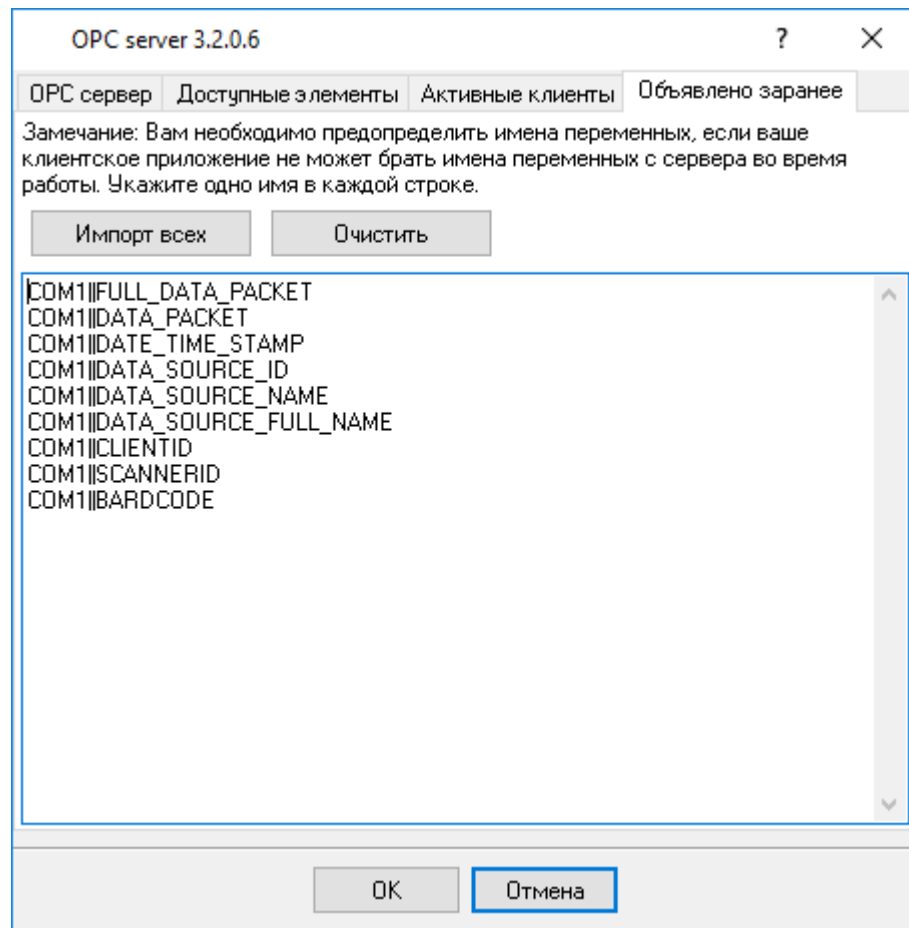 OPC server 3.2.0.6 ?
OPC сервер Доступные элементы Активные клиенты Объявлено заранее
Замечание: Вам необходимо предопределить имена переменных, если ваше
клиентское приложение не может брать имена переменных с сервера во время
работы. Укажите одно имя в каждой строке.
Импорт всех Очистить
COM1||FULL_DATA_PACKET
COM1||DATA_PACKET
COM1||DATE_TIME_STAMP
COM1||DATA_SOURCE_ID
COM1||DATA_SOURCE_NAME
COM1||DATA_SOURCE_FULL_NAME
COM1||CLIENTID
COM1||SCANNERID
COM1||BARDCODE
OK Отмена